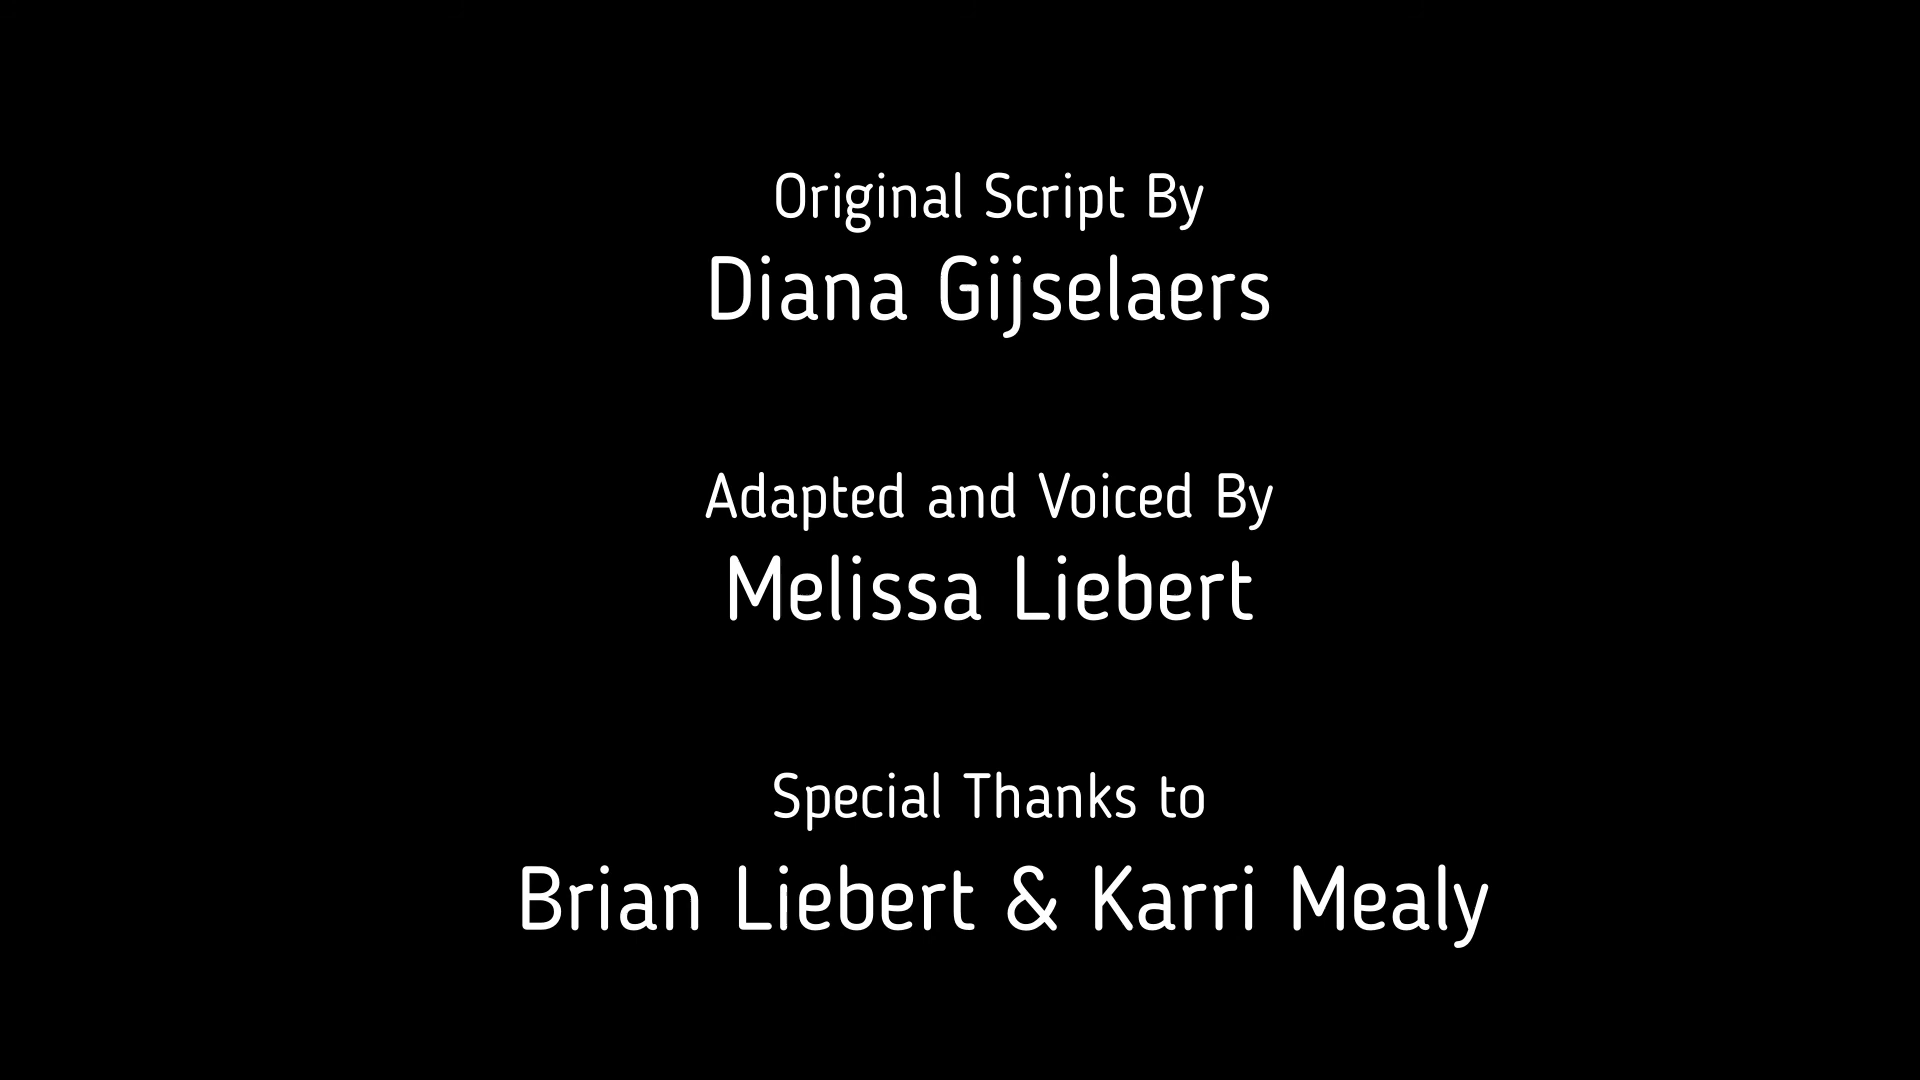 Original Script By
Diana Gijselaers
Adapted and Voiced By
Melissa Liebert
Special Thanks to
Brian Liebert & Karri Mealy